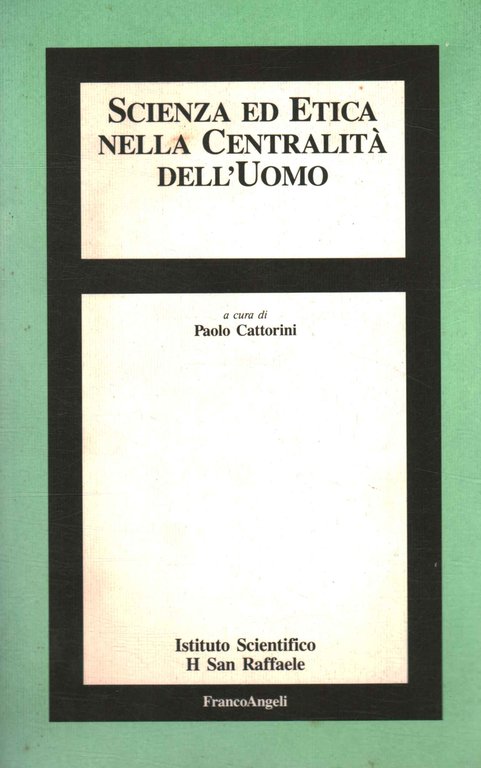 SCIENZA ED ETICA
NELLA CENTRALITÀ
DELL'UOMO
a cura di
Paolo Cattorini
Istituto Scientifico
H San Raffaele
FrancoAngeli